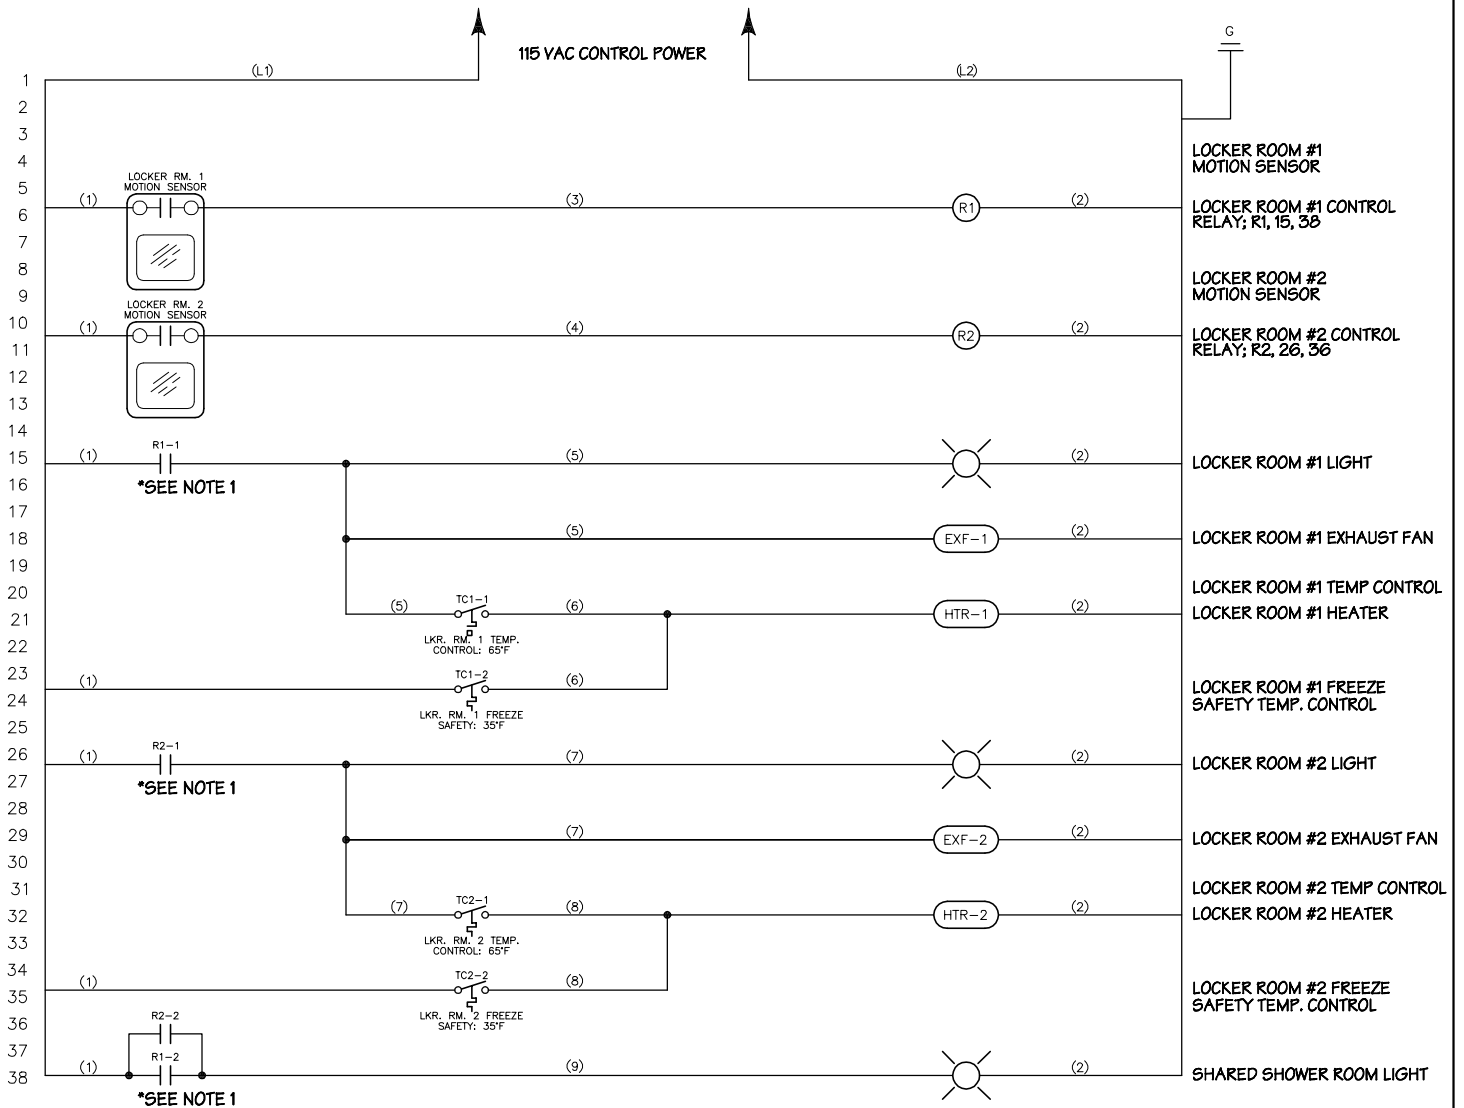 G
115 VAC CONTROL POWER
(L1)
(L2)
1
2
3
4
LOCKER ROOM #1
MOTION SENSOR
LOCKER RM. 1
MOTION SENSOR
5
(1)
(3)
R1
(2)
6
LOCKER ROOM #1 CONTROL
RELAY; R1, 15, 38
7
8
LOCKER ROOM #2
MOTION SENSOR
9
LOCKER RM. 2
MOTION SENSOR
10
(1)
(4)
R2
(2)
LOCKER ROOM #2 CONTROL
RELAY; R2, 26, 36
11
12
13
14
R1-1
15
(1)
(5)
(2)
LOCKER ROOM #1 LIGHT
16
*SEE NOTE 1
17
18
(5)
EXF-1
(2)
LOCKER ROOM #1 EXHAUST FAN
19
20
LOCKER ROOM #1 TEMP CONTROL
TC1-1
21
(5)
(6)
HTR-1
(2)
LOCKER ROOM #1 HEATER
LKR. RM. 1 TEMP.
CONTROL: 65°F
22
23
TC1-2
(1)
(6)
24
LOCKER ROOM #1 FREEZE
SAFETY TEMP. CONTROL
LKR. RM. 1 FREEZE
SAFETY: 35°F
25
R2-1
26
(1)
(7)
(2)
LOCKER ROOM #2 LIGHT
27
*SEE NOTE 1
28
29
(7)
EXF-2
(2)
LOCKER ROOM #2 EXHAUST FAN
30
31
LOCKER ROOM #2 TEMP CONTROL
TC2-1
32
(7)
(8)
HTR-2
(2)
LOCKER ROOM #2 HEATER
33
LKR. RM. 2 TEMP.
CONTROL: 65°F
34
TC2-2
(1)
(8)
35
LOCKER ROOM #2 FREEZE
SAFETY TEMP. CONTROL
LKR. RM. 2 FREEZE
SAFETY: 35°F
36
R2-2
37
R1-2
38
(1)
(9)
(2)
SHARED SHOWER ROOM LIGHT
*SEE NOTE 1